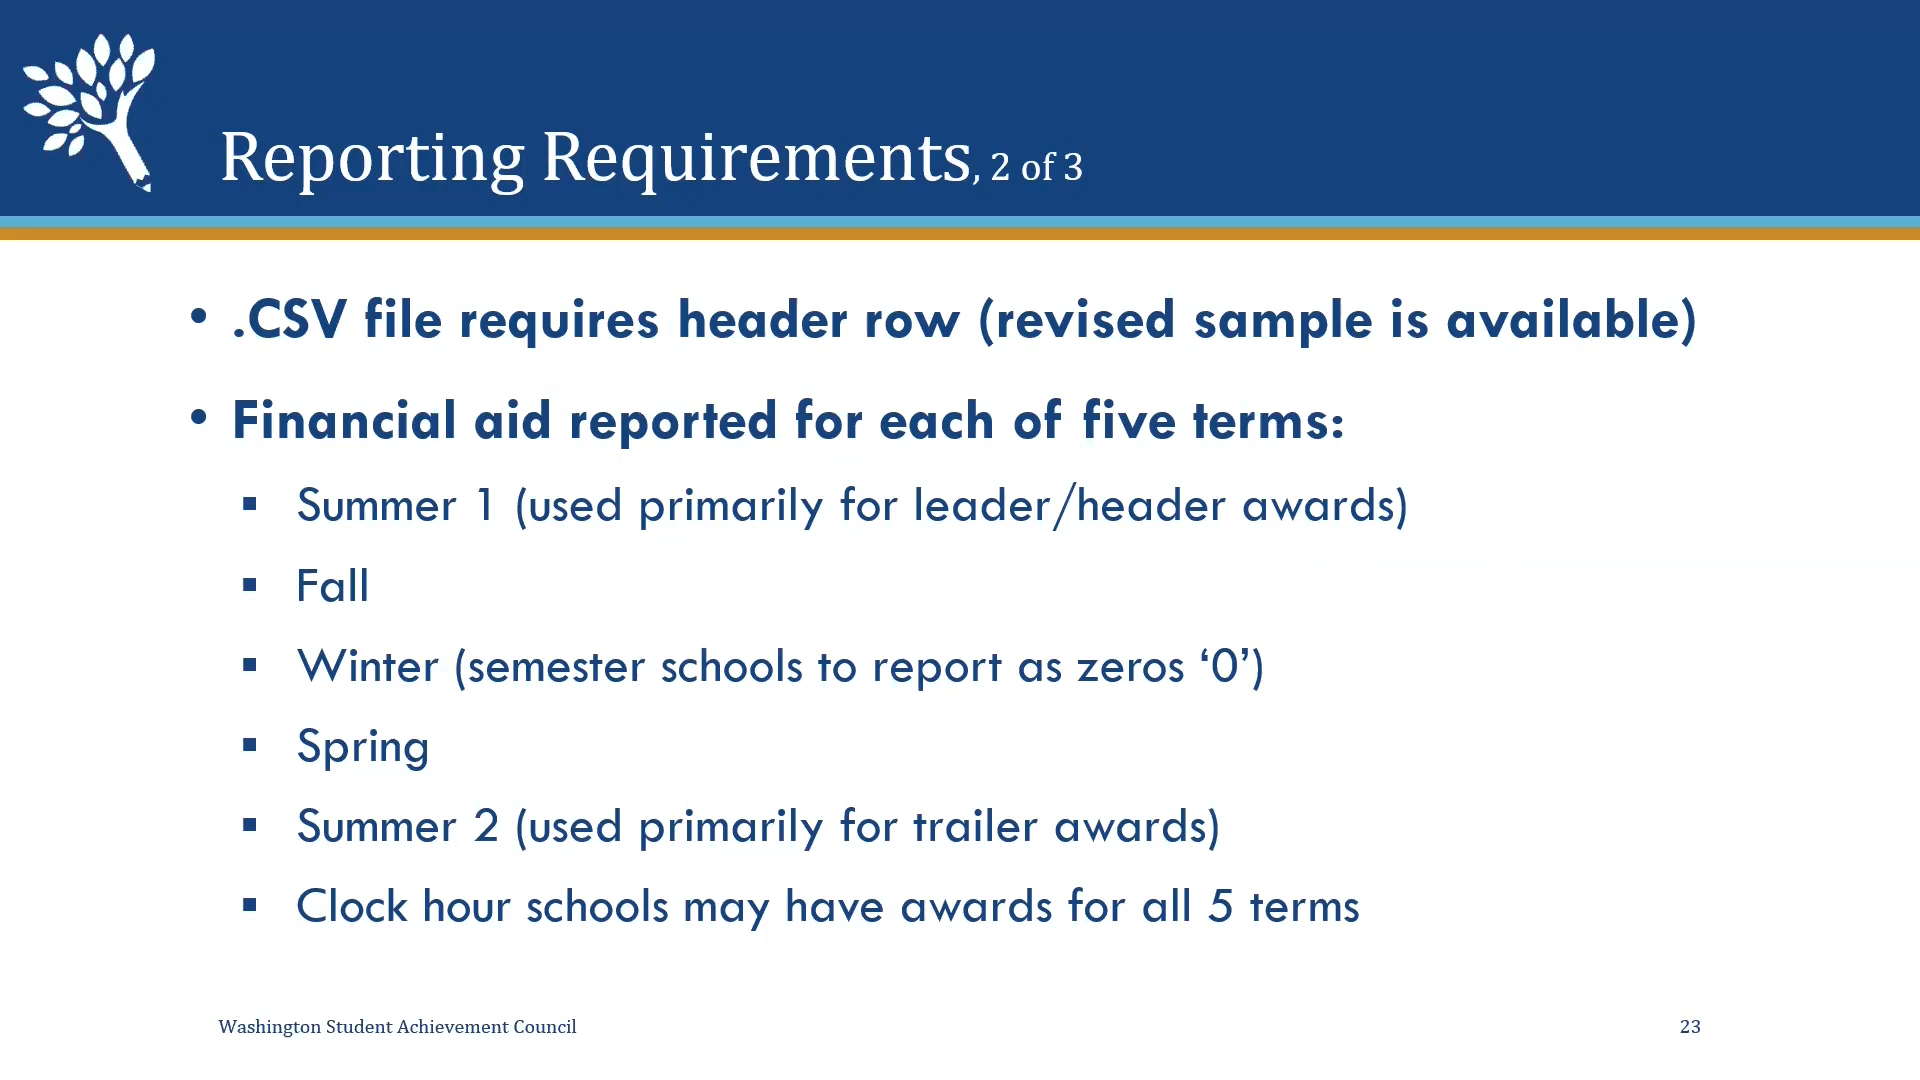 Reporting Requirements, 2 of 3
• .CSV file requires header row (revised sample is available)
• Financial aid reported for each of five terms:
▪ Summer 1 (used primarily for leader/header awards)
▪ Fall
▪ Winter (semester schools to report as zeros ‘0’)
▪ Spring
▪ Summer 2 (used primarily for trailer awards)
▪ Clock hour schools may have awards for all 5 terms
Washington Student Achievement Council
23